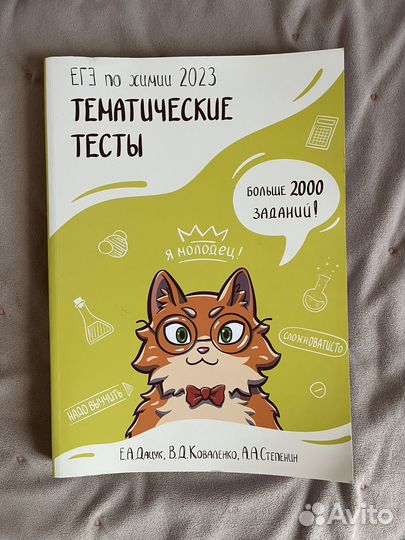 ЕГЭ по химии 2023
ТЕМАТИЧЕСКИЕ
ТЕСТЫ
БОЛЬШЕ 2000
ЗАДАНИЙ!
Я МОЛОДЕЦ!
СЛОЖНОВАТИСТО
НАДО ВЫУЧИТЬ
Е.А.Дацук, В.Д.Коваленко, А.А.Степенин
Avito